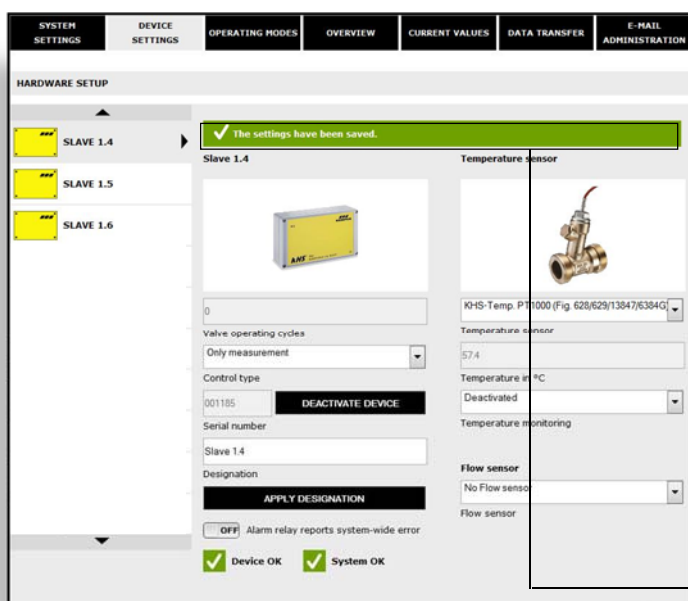 SYSTEM SETTINGS
DEVICE SETTINGS
OPERATING MODES
OVERVIEW
CURRENT VALUES
DATA TRANSFER
E-MAIL ADMINISTRATION
HARDWARE SETUP
SLAVE 1.4
SLAVE 1.5
SLAVE 1.6
The settings have been saved.
Slave 1.4
KHS
0
Valve operating cycles
Only measurement
Control type
001185
DEACTIVATE DEVICE
Serial number
Slave 1.4
Designation
APPLY DESIGNATION
OFF Alarm relay reports system-wide error
Device OK
System OK
Temperature sensor
KHS-Temp. PT1000 (Fig. 628/629/13847/6384G)
Temperature sensor
57.4
Temperature in °C
Deactivated
Temperature monitoring
Flow sensor
No Flow sensor
Flow sensor